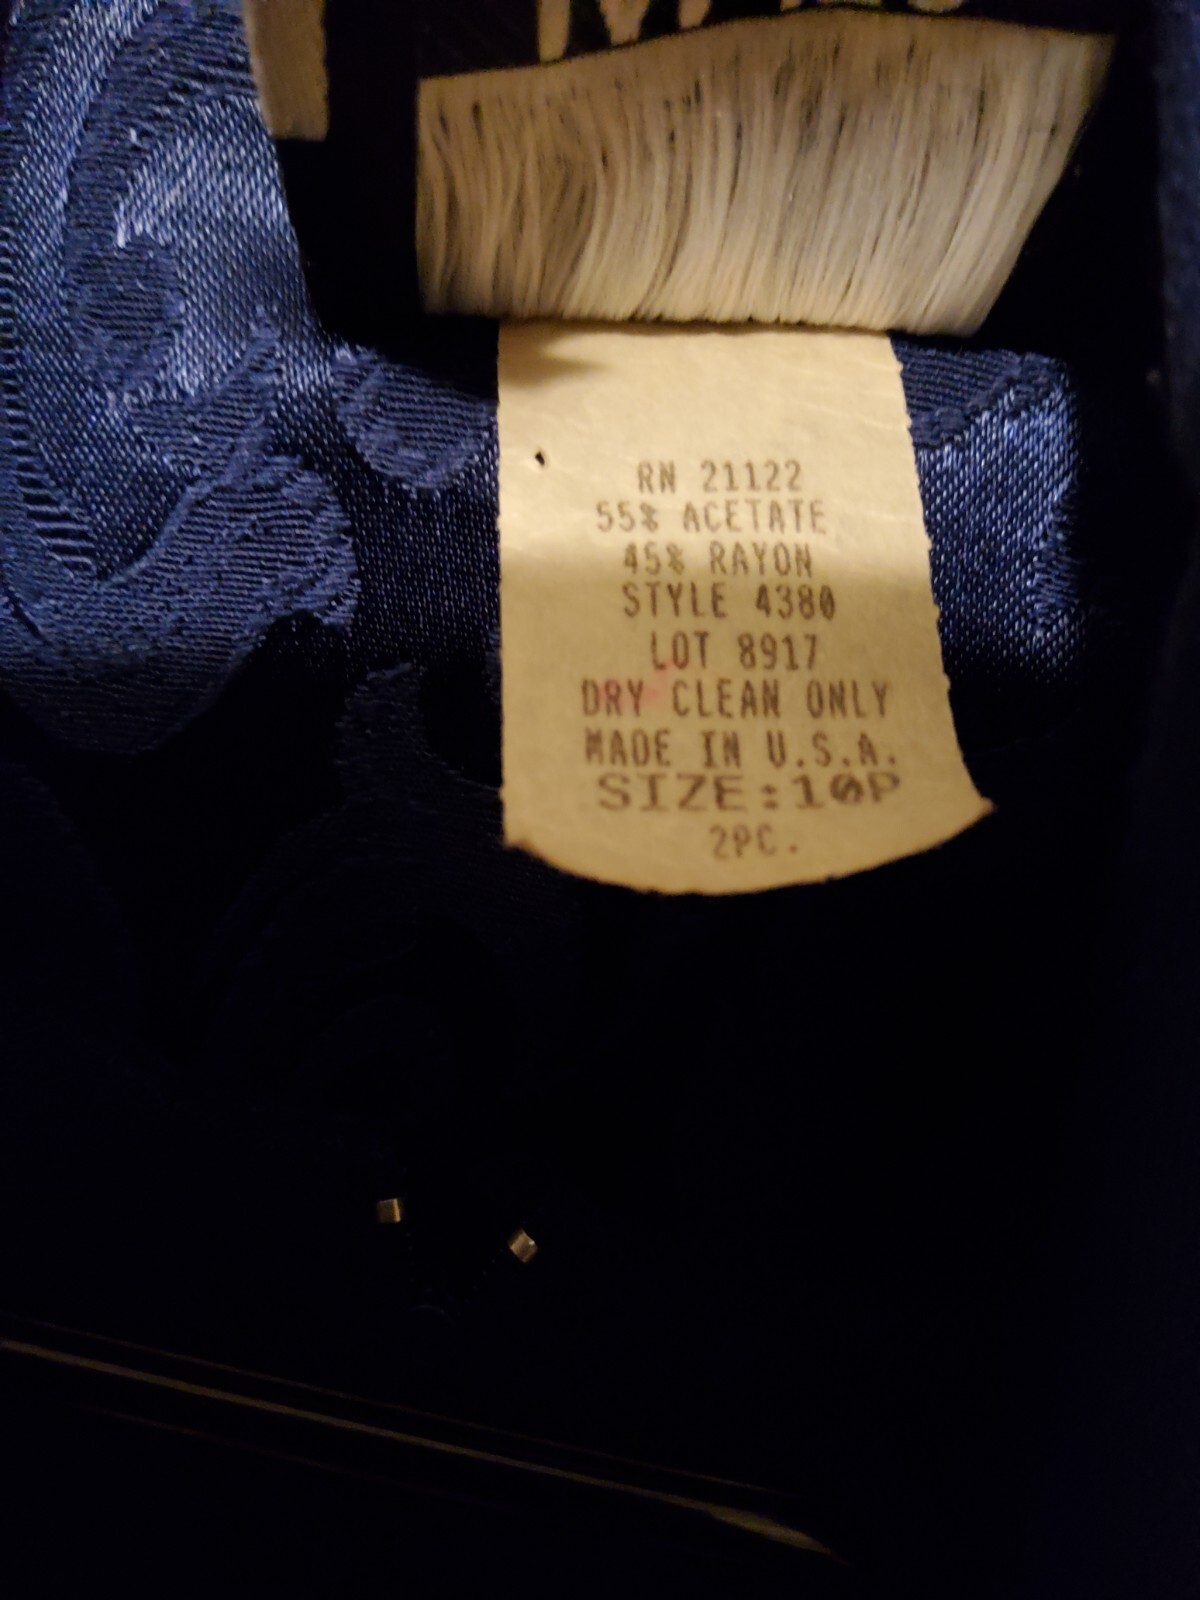 RN 21122
55% ACETATE
45% RAYON
STYLE 4380
LOT 8917
DRY CLEAN ONLY
MADE IN U.S.A.
SIZE:10P
2PC.